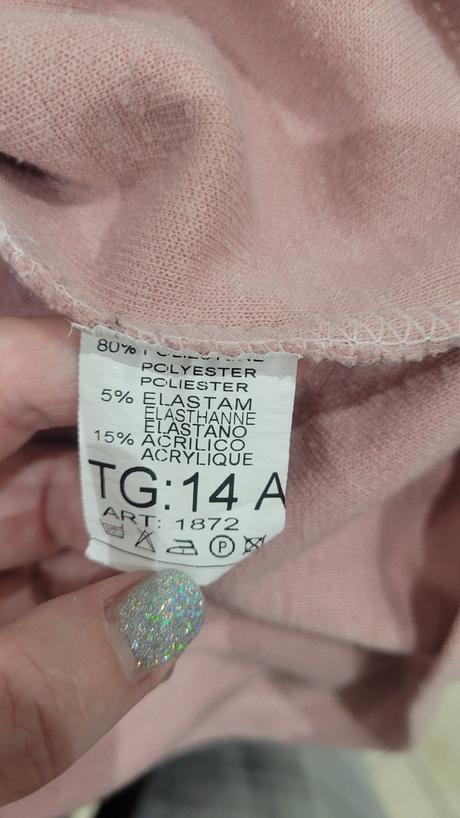 80%
POLYESTER
POLIESTER
5% ELASTAM
ELASTHANNE
ELASTANO
15% ACRILICO
ACRYLIQUE
TG:14 A
ART: 1872
P